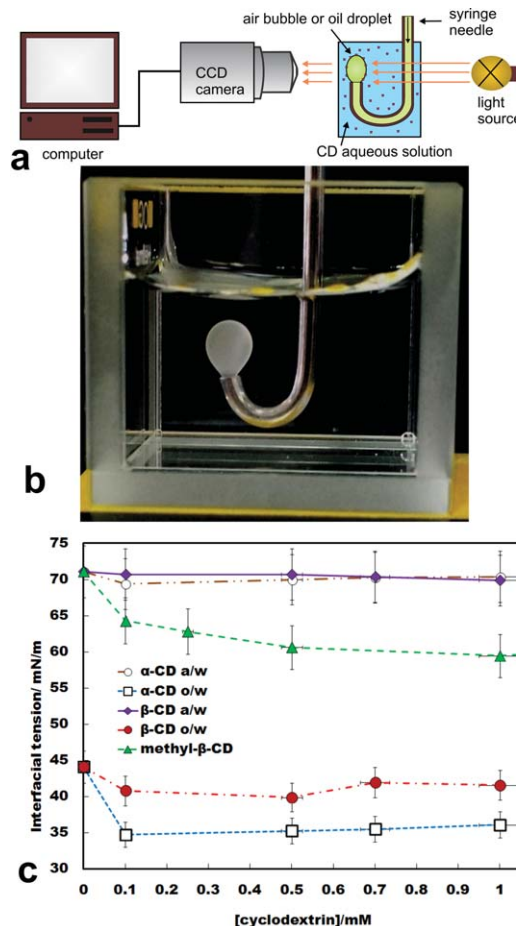 air bubble or oil droplet
syringe
needle
CCD
camera
light
source
computer
CD aqueous solution
a
30
b
75
70
65
60
55
50
45
40
35
30
Interfacial tension/ mN/m
α-CD a/w
α-CD o/w
β-CD a/w
β-CD o/w
methyl-β-CD
0
0.1
0.2
0.3
0.4
0.5
0.6
0.7
0.8
0.9
1
c
[cyclodextrin]/mM